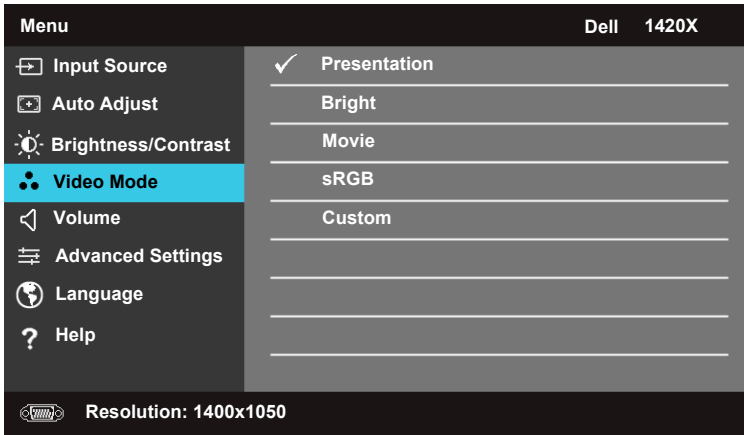 Menu Dell 1420X
Input Source
Auto Adjust
Brightness/Contrast
Video Mode
Volume
Advanced Settings
Language
? Help
Presentation
Bright
Movie
sRGB
Custom
Resolution: 1400x1050